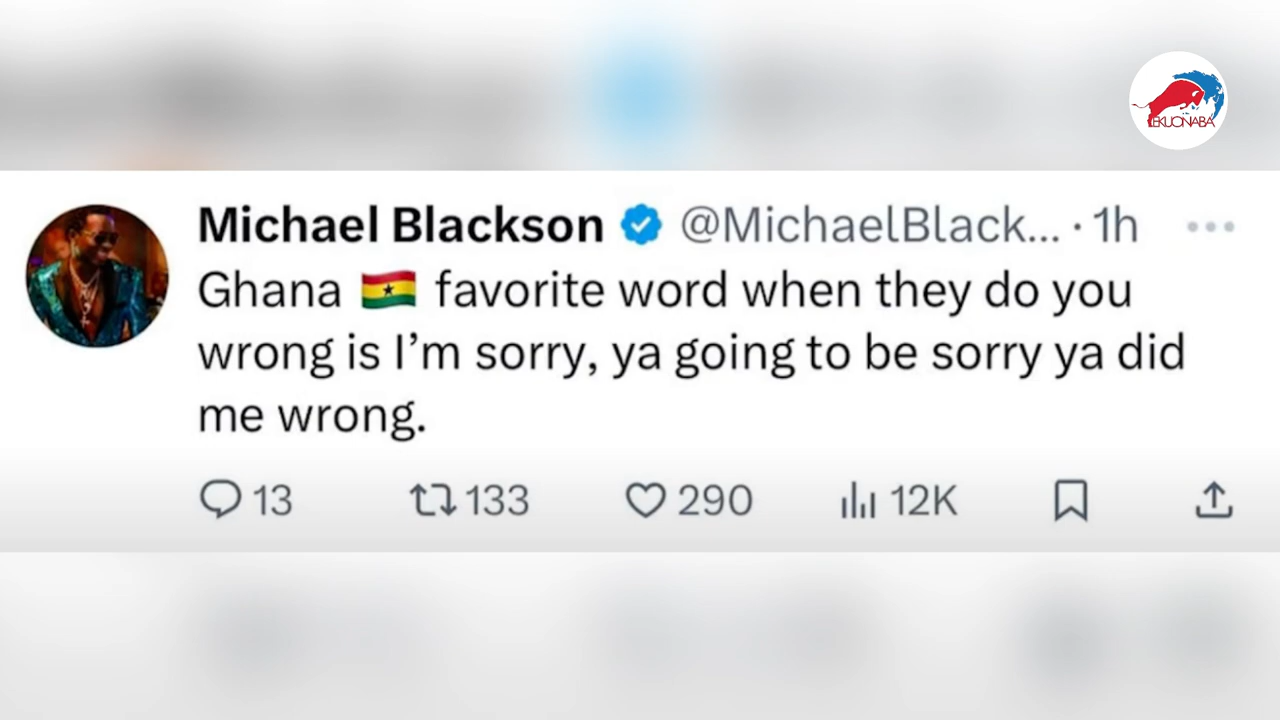 EKUONABA
Michael Blackson @MichaelBlack... · 1h
Ghana 🇬🇭 favorite word when they do you
wrong is I’m sorry, ya going to be sorry ya did
me wrong.
13 133 290 12K